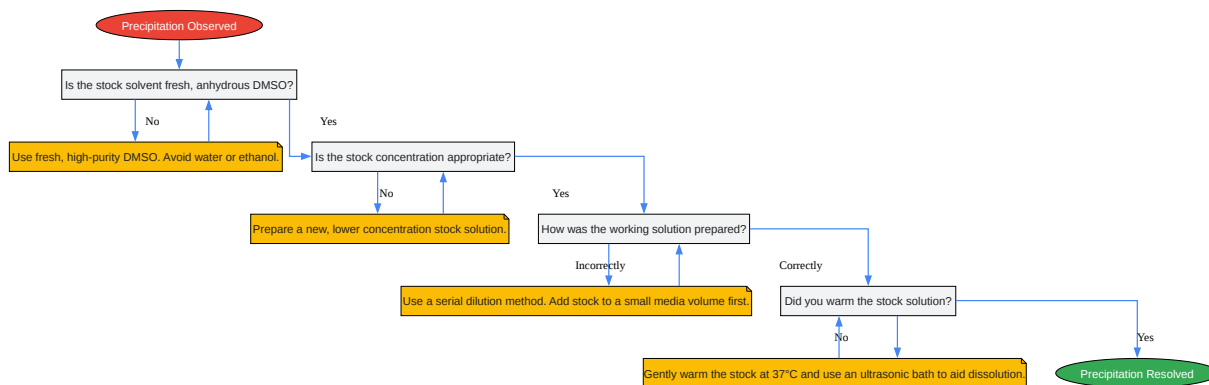 Precipitation Observed
Is the stock solvent fresh, anhydrous DMSO?
No
Yes
Use fresh, high-purity DMSO. Avoid water or ethanol.
Is the stock concentration appropriate?
No
Yes
Prepare a new, lower concentration stock solution.
How was the working solution prepared?
Incorrectly
Correctly
Use a serial dilution method. Add stock to a small media volume first.
Did you warm the stock solution?
No
Yes
Gently warm the stock at 37°C and use an ultrasonic bath to aid dissolution.
Precipitation Resolved